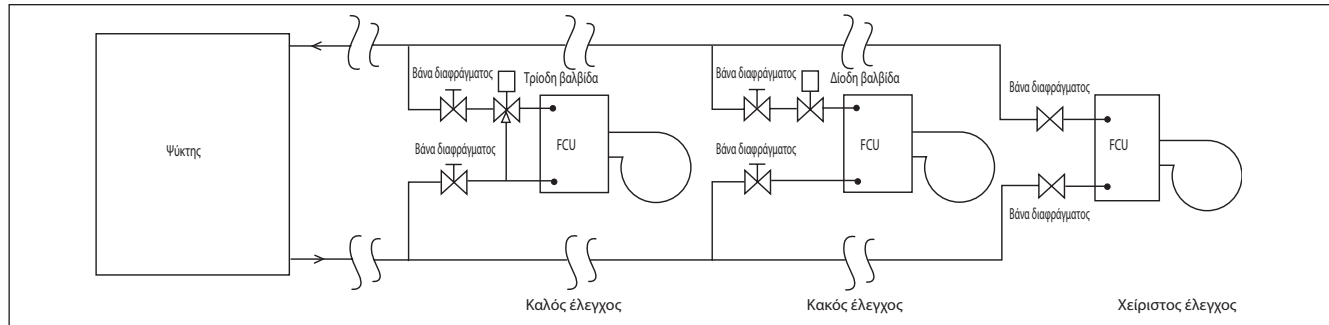 Ψύκτης
Βάνα διαφράγματος
Τρίοδη βαλβίδα
Βάνα διαφράγματος
FCU
Βάνα διαφράγματος
Δίοδη βαλβίδα
Βάνα διαφράγματος
FCU
Βάνα διαφράγματος
FCU
Βάνα διαφράγματος
Καλός έλεγχος
Κακός έλεγχος
Χείριστος έλεγχος